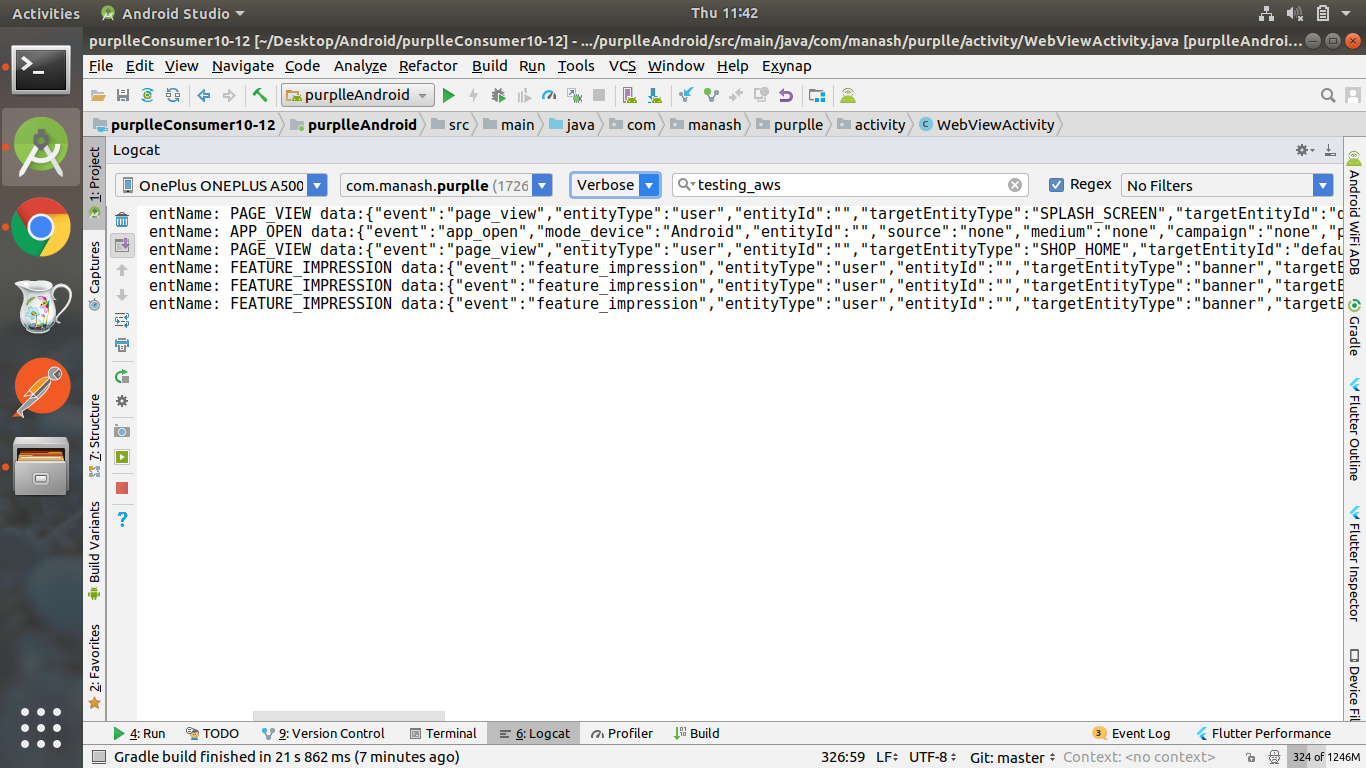 Activities Android Studio Thu 11:42
purplleConsumer10-12 [~/Desktop/Android/purplleConsumer10-12] - .../purplleAndroid/src/main/java/com/manash/purplle/activity/WebViewActivity.java [purplleAndroi...
File Edit View Navigate Code Analyze Refactor Build Run Tools VCS Window Help Exynap
purplleAndroid
purplleConsumer10-12 purplleAndroid src main java com manash purplle activity WebViewActivity
Logcat
OnePlus ONEPLUS A500 com.manash.purplle (1726 Verbose testing_aws Regex No Filters
entName: PAGE_VIEW data:{"event":"page_view","entityType":"user","entityId":"","targetEntityType":"SPLASH_SCREEN","targetEntityId":"d
entName: APP_OPEN data:{"event":"app_open","mode_device":"Android","entityId":"","source":"none","medium":"none","campaign":"none","p
entName: PAGE_VIEW data:{"event":"page_view","entityType":"user","entityId":"","targetEntityType":"SHOP_HOME","targetEntityId":"defau
entName: FEATURE_IMPRESSION data:{"event":"feature_impression","entityType":"user","entityId":"","targetEntityType":"banner","targetE
entName: FEATURE_IMPRESSION data:{"event":"feature_impression","entityType":"user","entityId":"","targetEntityType":"banner","targetE
entName: FEATURE_IMPRESSION data:{"event":"feature_impression","entityType":"user","entityId":"","targetEntityType":"banner","targetE
1: Project
Captures
7: Structure
Build Variants
2: Favorites
Android WiFi ADB
Gradle
Flutter Outline
Flutter Inspector
Device Fil
4: Run TODO 9: Version Control Terminal 6: Logcat Profiler Build 3 Event Log Flutter Performance
Gradle build finished in 21 s 862 ms (7 minutes ago) 326:59 LF UTF-8 Git: master Context: <no context> 324 of 1246M